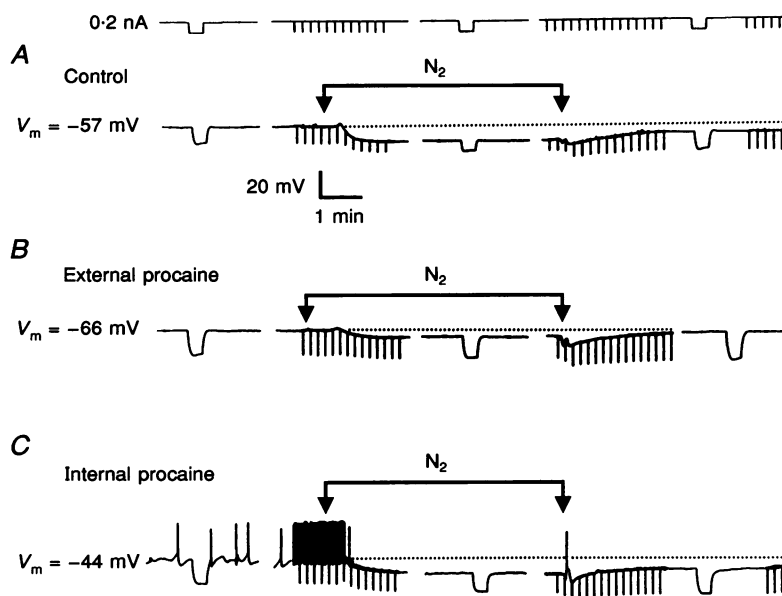 0·2 nA
A
Control
N2
Vm = −57 mV
20 mV
1 min
B
External procaine
N2
Vm = −66 mV
C
Internal procaine
N2
Vm = −44 mV